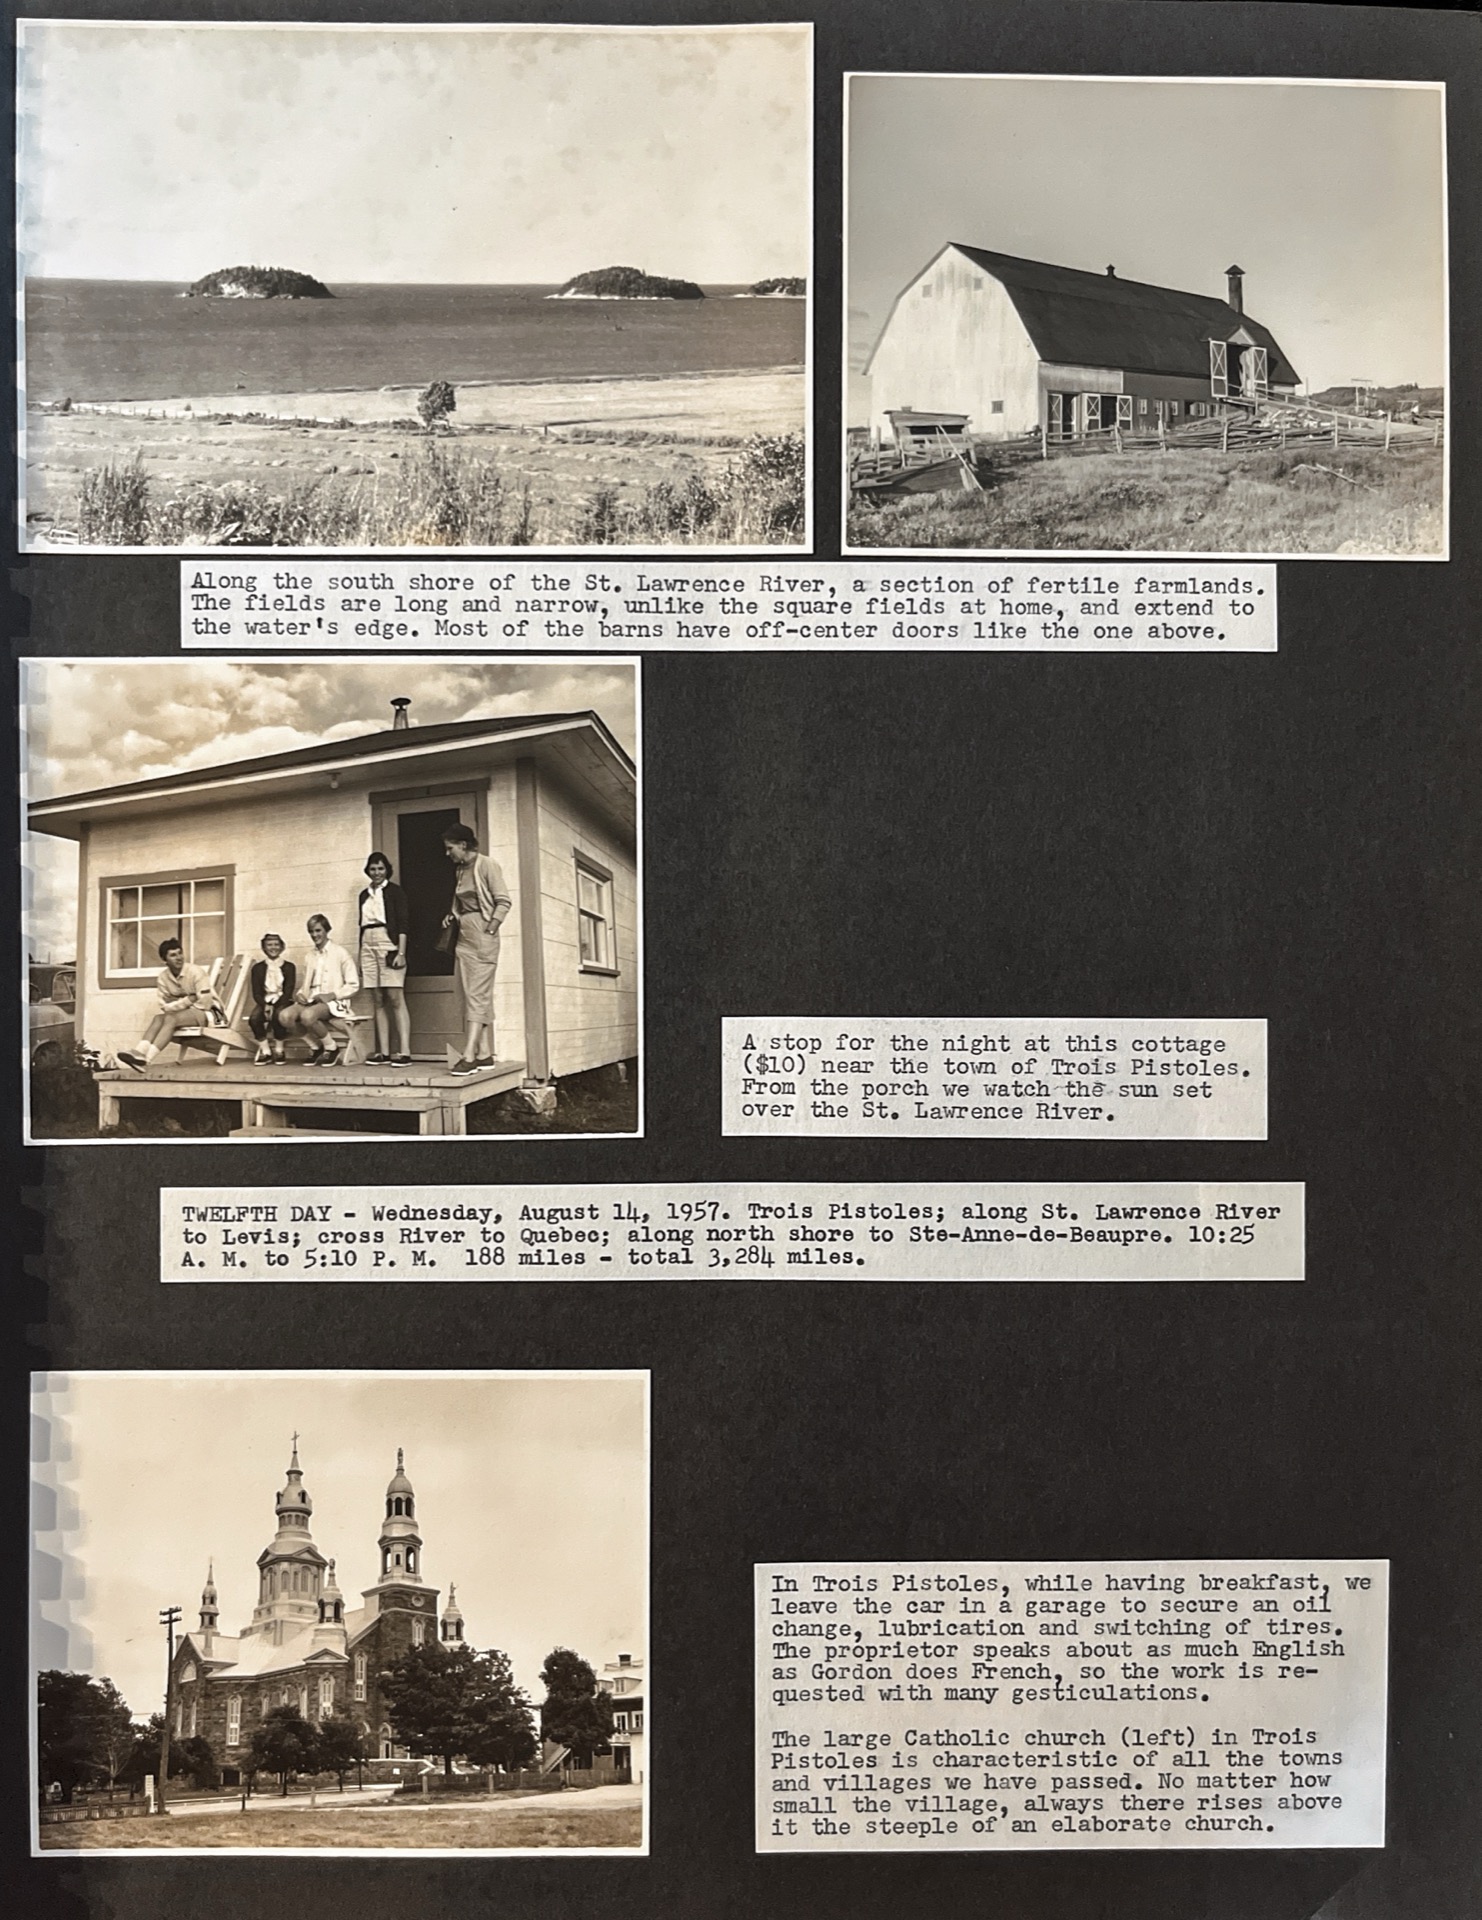 Along the south shore of the St. Lawrence River, a section of fertile farmlands.
The fields are long and narrow, unlike the square fields at home, and extend to
the water's edge. Most of the barns have off-center doors like the one above.
A stop for the night at this cottage
($10) near the town of Trois Pistoles.
From the porch we watch the sun set
over the St. Lawrence River.
TWELFTH DAY - Wednesday, August 14, 1957. Trois Pistoles; along St. Lawrence River
to Levis; cross River to Quebec; along north shore to Ste-Anne-de-Beaupre. 10:25
A. M. to 5:10 P. M. 188 miles - total 3,284 miles.
In Trois Pistoles, while having breakfast, we
leave the car in a garage to secure an oil
change, lubrication and switching of tires.
The proprietor speaks about as much English
as Gordon does French, so the work is re-
quested with many gesticulations.
The large Catholic church (left) in Trois
Pistoles is characteristic of all the towns
and villages we have passed. No matter how
small the village, always there rises above
it the steeple of an elaborate church.